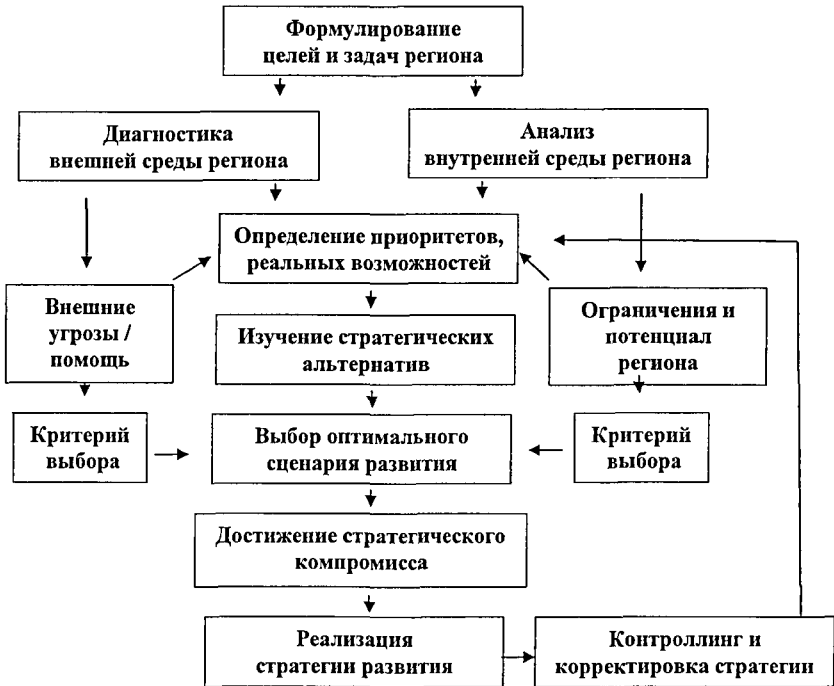 Формулирование
целей и задач региона
Диагностика
внешней среды региона
Анализ
внутренней среды региона
Определение приоритетов,
реальных возможностей
Внешние
угрозы /
помощь
Изучение стратегических
альтернатив
Ограничения и
потенциал
региона
Критерий
выбора
Выбор оптимального
сценария развития
Критерий
выбора
Достижение стратегического
компромисса
Реализация
стратегии развития
Контроллинг и
корректировка стратегии